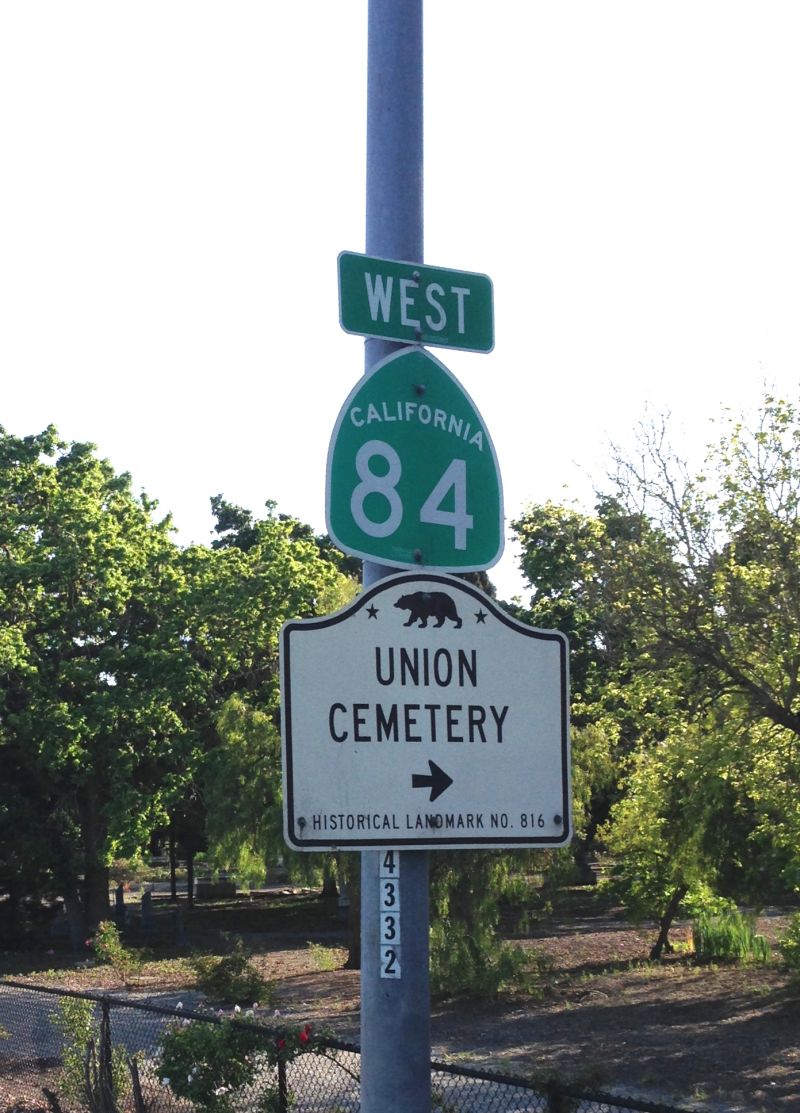 WEST
CALIFORNIA
84
UNION
CEMETERY
HISTORICAL LANDMARK NO. 816
4
3
3
2